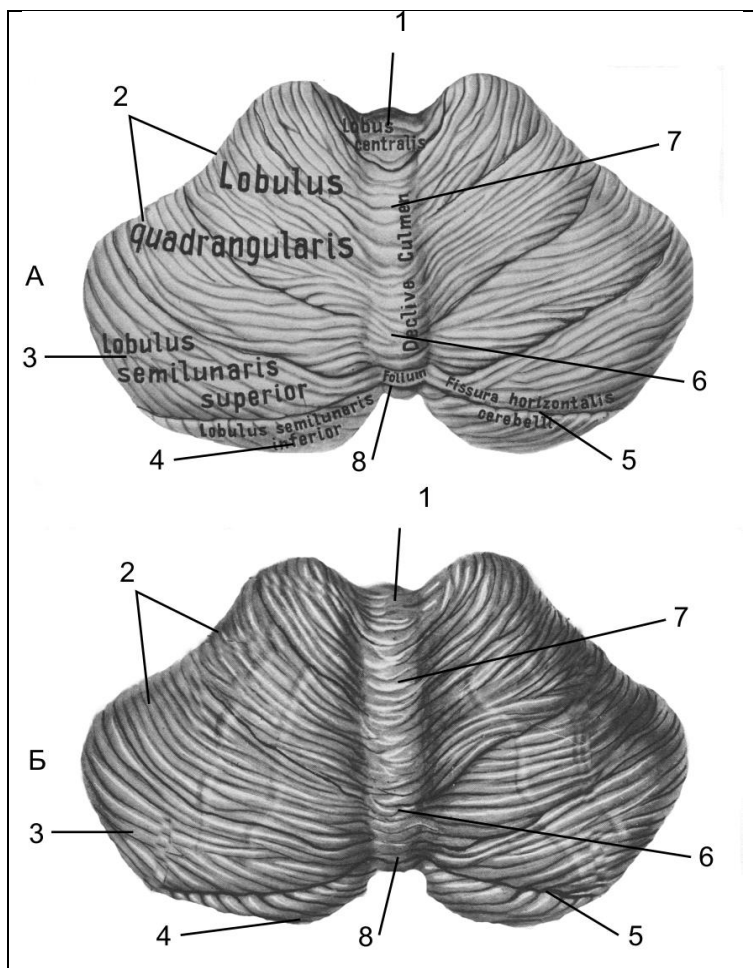 1
2
Lobus
centralis
7
Lobulus
quadrangularis
Culmen
Declive
А
3
Lobulus
semilunaris
superior
Folium
Fissura horizontalis
cerebelli
6
Lobulus semilunaris
inferior
4
8
5
1
2
7
Б
3
6
4
8
5